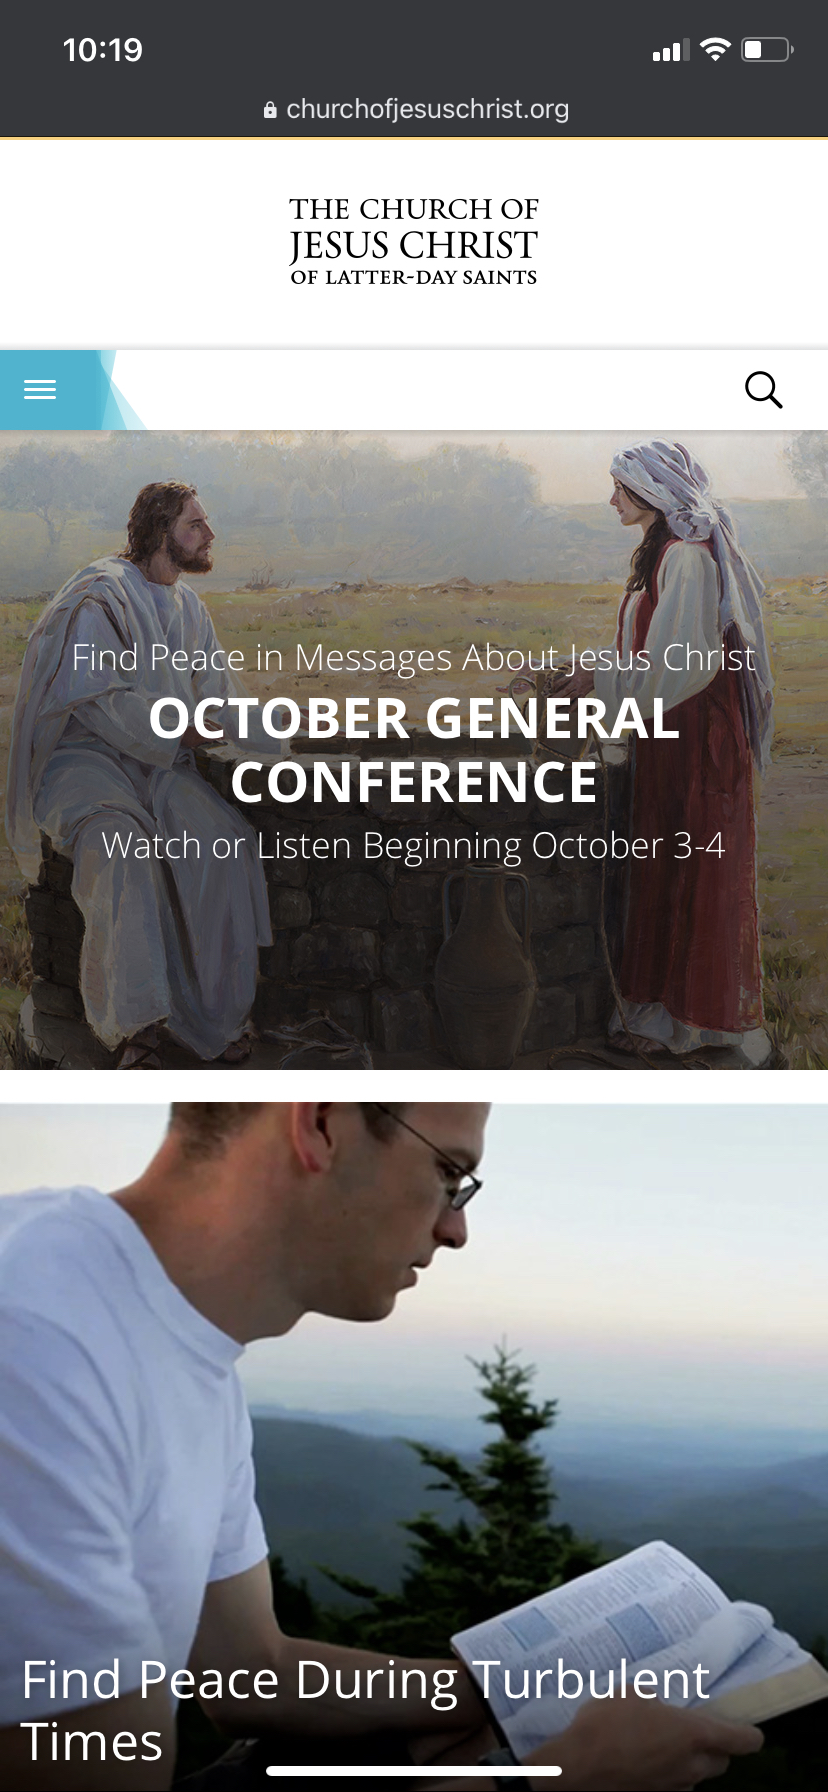 10:19
churchofjesuschrist.org
THE CHURCH OF
JESUS CHRIST
OF LATTER-DAY SAINTS
Find Peace in Messages About Jesus Christ
OCTOBER GENERAL
CONFERENCE
Watch or Listen Beginning October 3-4
Find Peace During Turbulent
Times